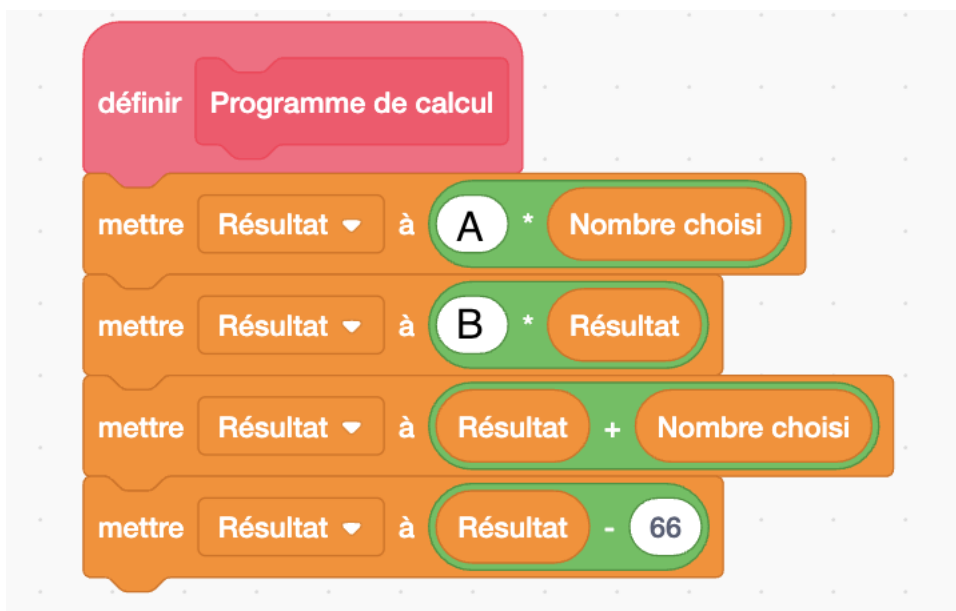 définir Programme de calcul
mettre Résultat à A * Nombre choisi
mettre Résultat à B * Résultat
mettre Résultat à Résultat + Nombre choisi
mettre Résultat à Résultat - 66